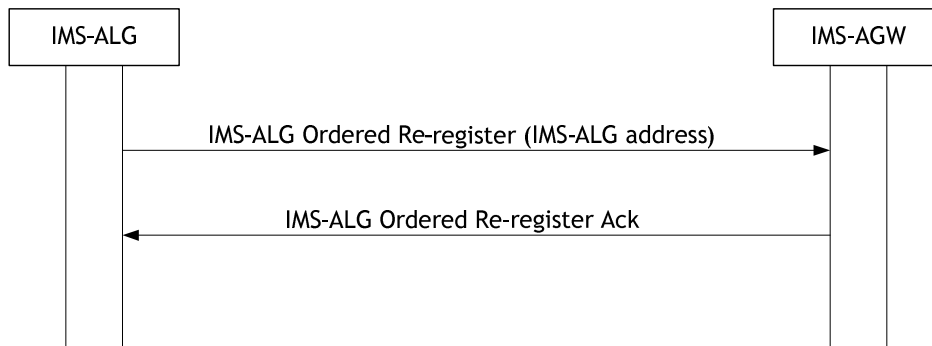 IMS-ALG
IMS-AGW
IMS-ALG Ordered Re-register (IMS-ALG address)
IMS-ALG Ordered Re-register Ack